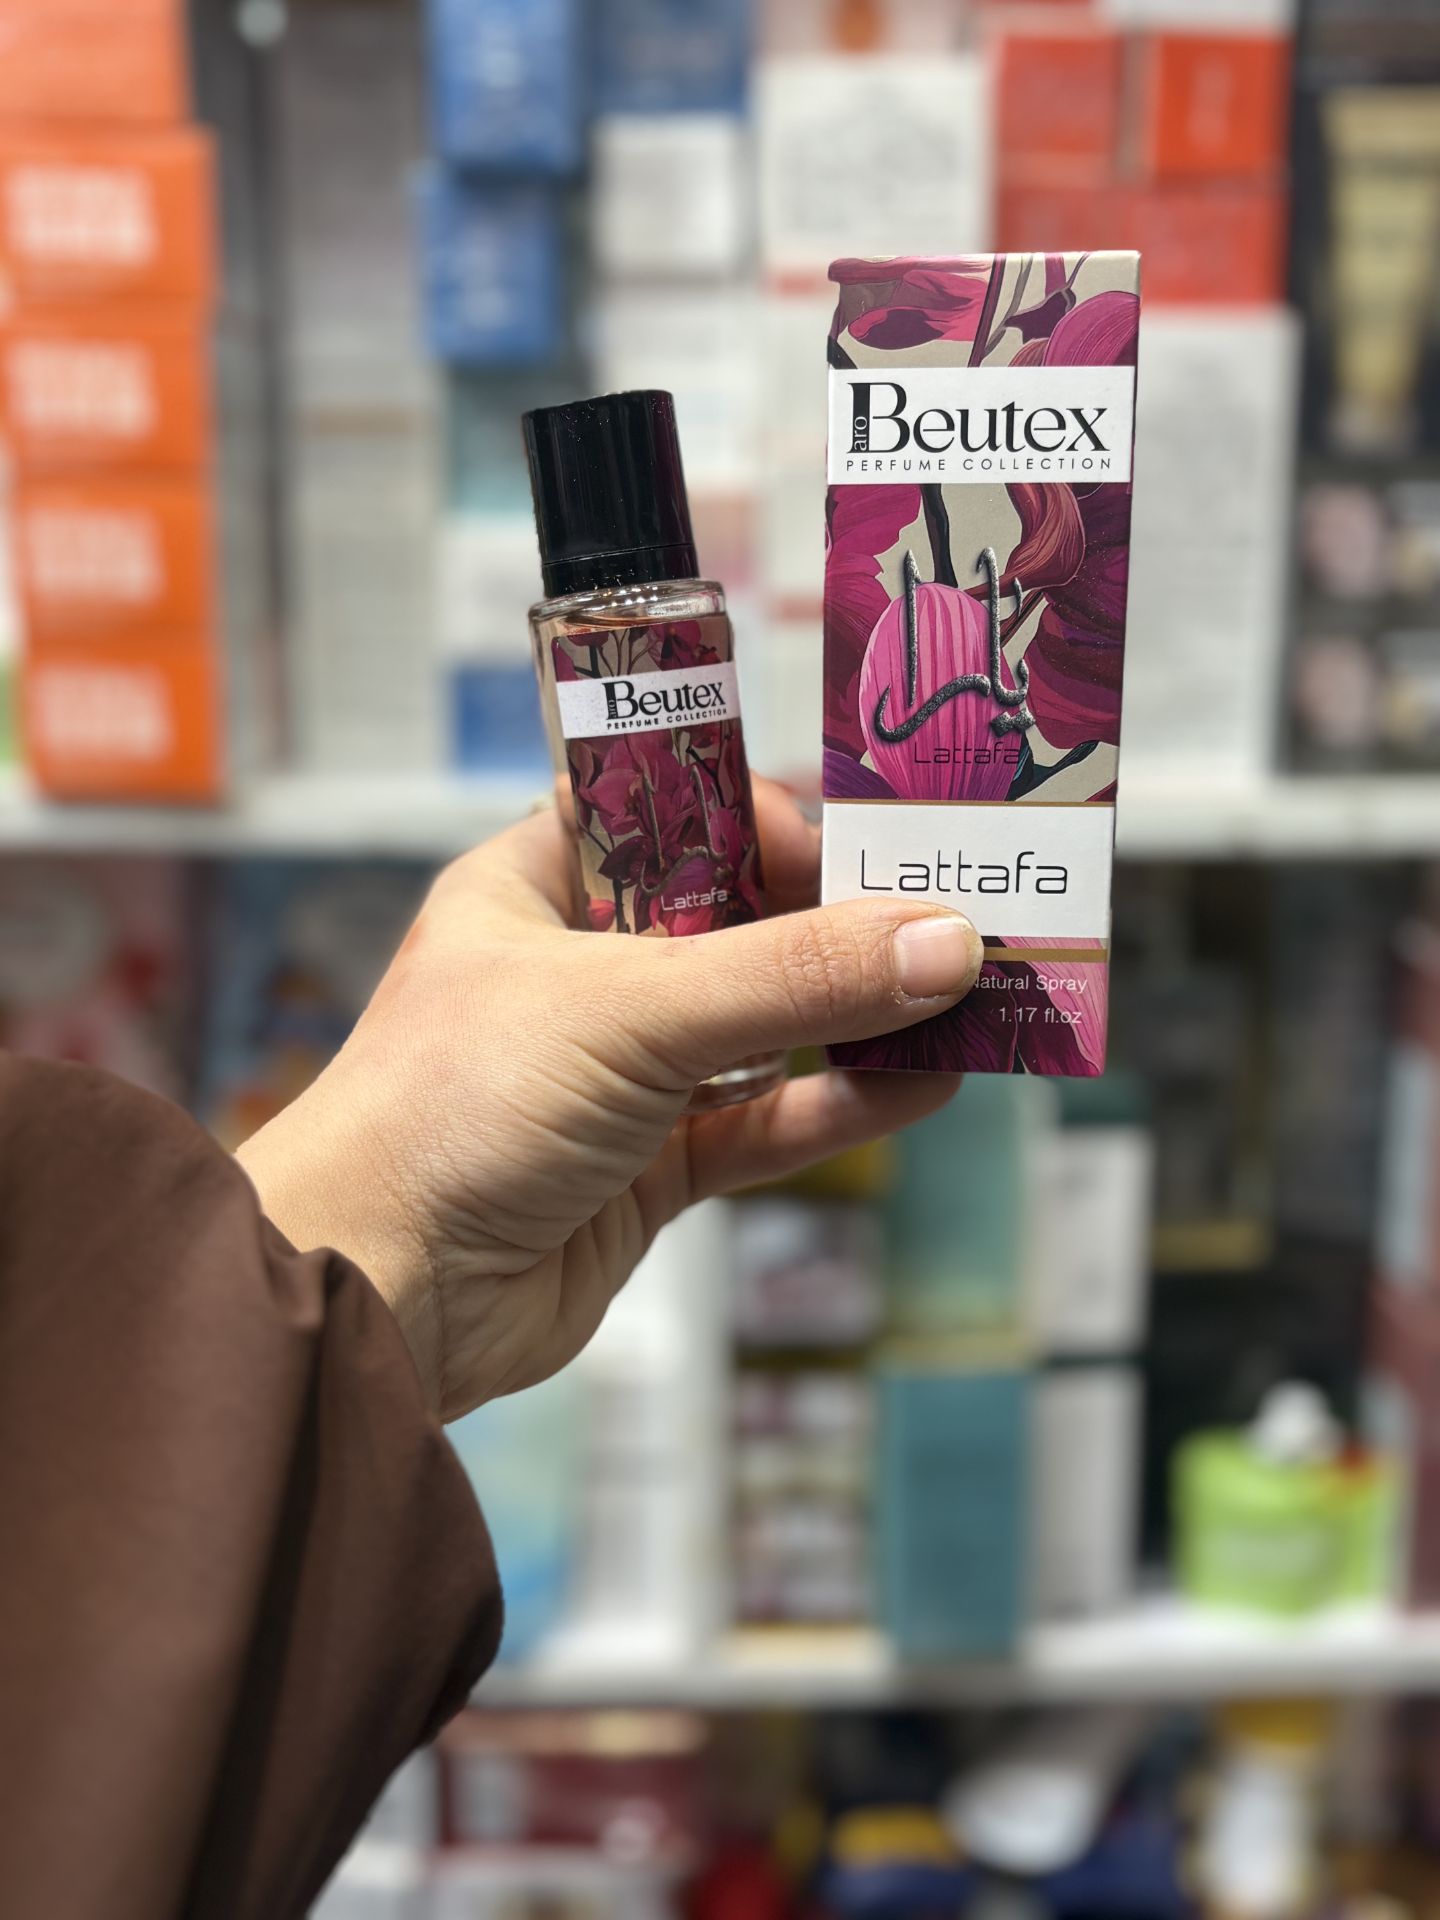 aro
Beutex
PERFUME COLLECTION
Lattafa
aro
Beutex
PERFUME COLLECTION
يارا
Lattafa
Lattafa
Natural Spray
1.17 fl.oz